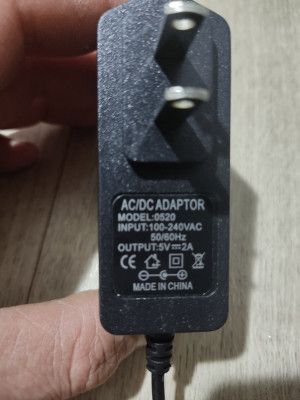 AC/DC ADAPTOR
MODEL:0520
INPUT:100-240VAC
50/60Hz
OUTPUT:5V⎓2A
MADE IN CHINA